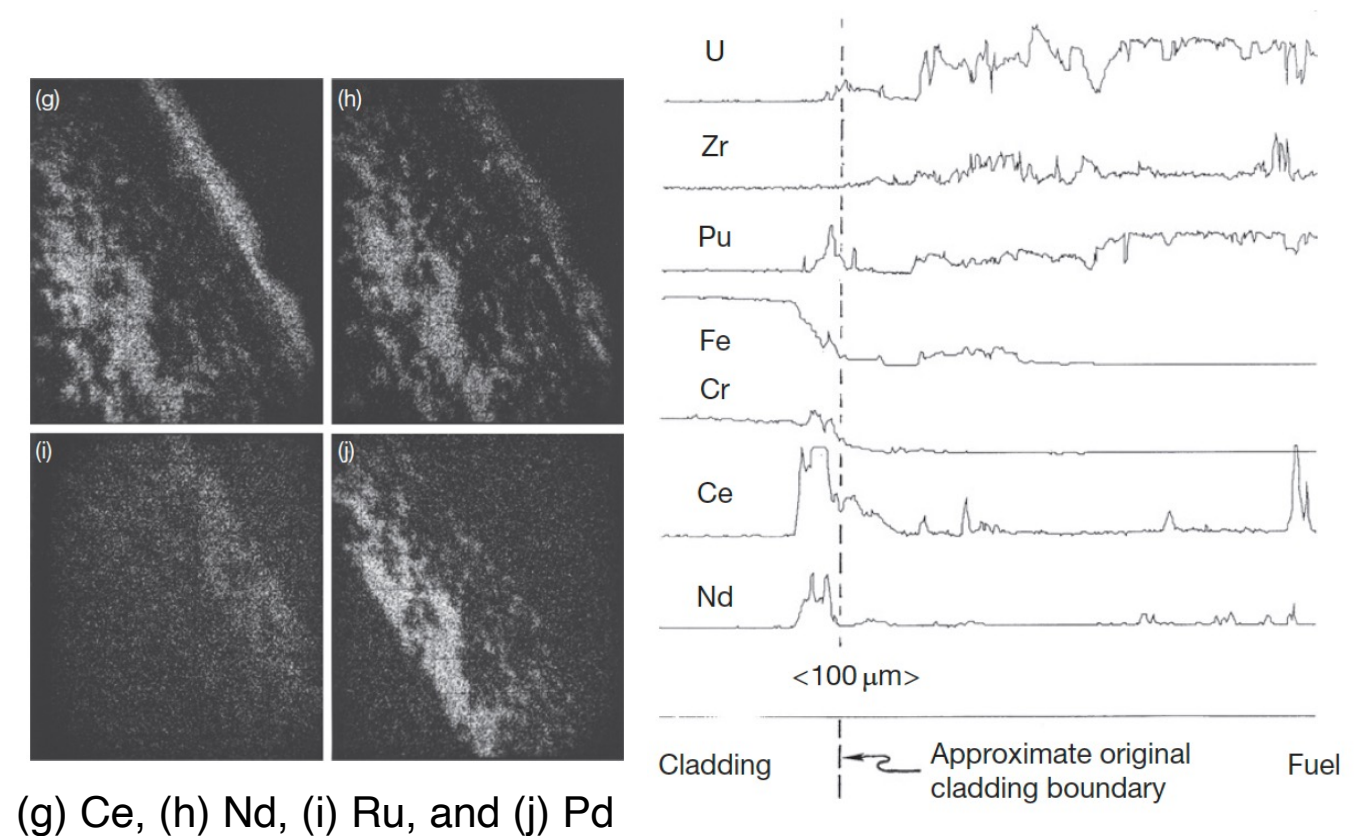 (g)
(h)
(i)
(j)
(g) Ce, (h) Nd, (i) Ru, and (j) Pd
U
Zr
Pu
Fe
Cr
Ce
Nd
<100 μm>
Cladding
Approximate original
cladding boundary
Fuel